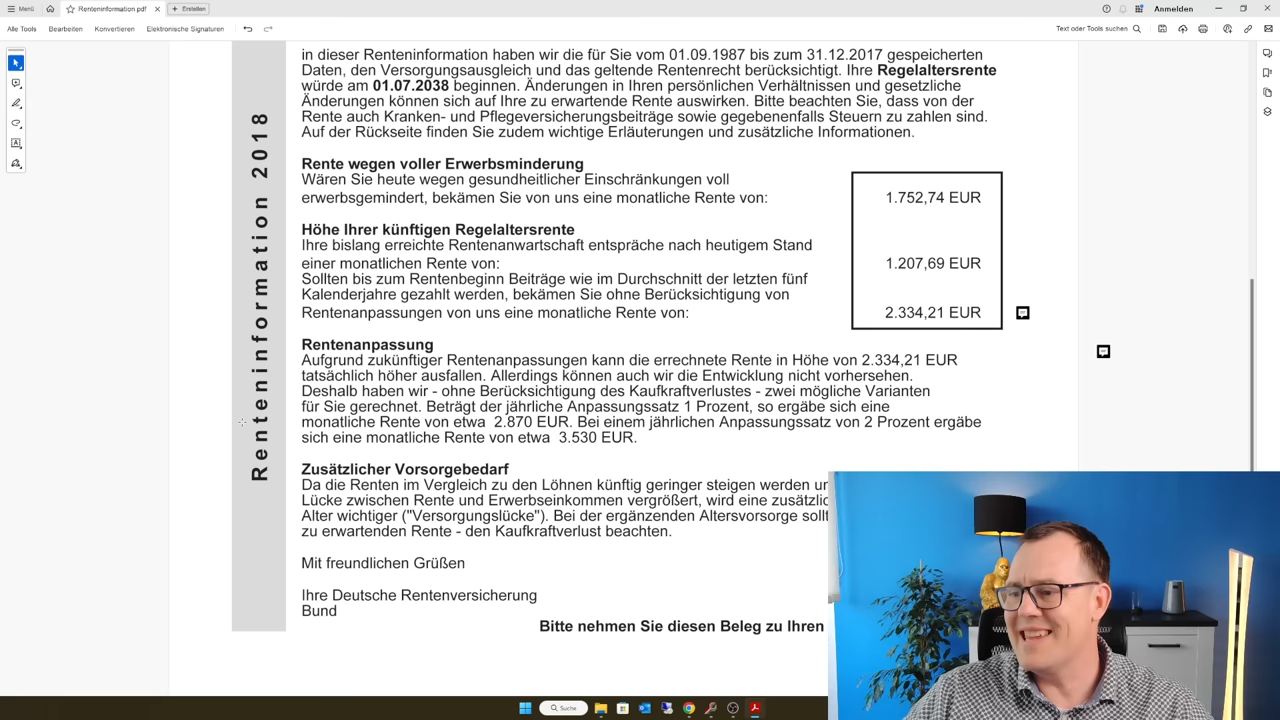 Menü
Renteninformation.pdf
Erstellen
Anmelden
Alle Tools Bearbeiten Konvertieren Elektronische Signaturen
Text oder Tools suchen
Renteninformation 2018
in dieser Renteninformation haben wir die für Sie vom 01.09.1987 bis zum 31.12.2017 gespeicherten
Daten, den Versorgungsausgleich und das geltende Rentenrecht berücksichtigt. Ihre Regelaltersrente
würde am 01.07.2038 beginnen. Änderungen in Ihren persönlichen Verhältnissen und gesetzliche
Änderungen können sich auf Ihre zu erwartende Rente auswirken. Bitte beachten Sie, dass von der
Rente auch Kranken- und Pflegeversicherungsbeiträge sowie gegebenenfalls Steuern zu zahlen sind.
Auf der Rückseite finden Sie zudem wichtige Erläuterungen und zusätzliche Informationen.
Rente wegen voller Erwerbsminderung
Wären Sie heute wegen gesundheitlicher Einschränkungen voll
erwerbsgemindert, bekämen Sie von uns eine monatliche Rente von: 1.752,74 EUR
Höhe Ihrer künftigen Regelaltersrente
Ihre bislang erreichte Rentenanwartschaft entspräche nach heutigem Stand
einer monatlichen Rente von: 1.207,69 EUR
Sollten bis zum Rentenbeginn Beiträge wie im Durchschnitt der letzten fünf
Kalenderjahre gezahlt werden, bekämen Sie ohne Berücksichtigung von
Rentenanpassungen von uns eine monatliche Rente von: 2.334,21 EUR
Rentenanpassung
Aufgrund zukünftiger Rentenanpassungen kann die errechnete Rente in Höhe von 2.334,21 EUR
tatsächlich höher ausfallen. Allerdings können auch wir die Entwicklung nicht vorhersehen.
Deshalb haben wir - ohne Berücksichtigung des Kaufkraftverlustes - zwei mögliche Varianten
für Sie gerechnet. Beträgt der jährliche Anpassungssatz 1 Prozent, so ergäbe sich eine
monatliche Rente von etwa 2.870 EUR. Bei einem jährlichen Anpassungssatz von 2 Prozent ergäbe
sich eine monatliche Rente von etwa 3.530 EUR.
Zusätzlicher Vorsorgebedarf
Da die Renten im Vergleich zu den Löhnen künftig geringer steigen werden
Lücke zwischen Rente und Erwerbseinkommen vergrößert, wird eine
Alter wichtiger ("Versorgungslücke"). Bei der ergänzenden Altersvorsorge
zu erwartenden Rente - den Kaufkraftverlust beachten.
Mit freundlichen Grüßen
Ihre Deutsche Rentenversicherung
Bund
Bitte nehmen Sie diesen Beleg zu Ihren
Suche